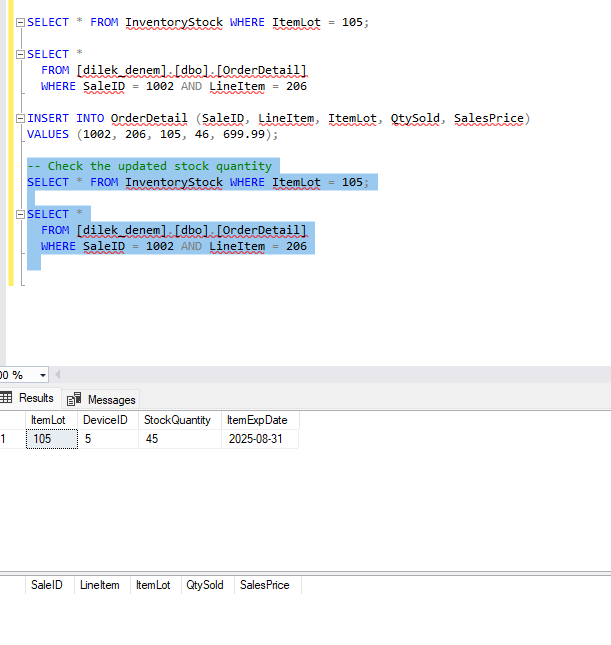 SELECT * FROM InventoryStock WHERE ItemLot = 105;
SELECT *
FROM [dilek_denem].[dbo].[OrderDetail]
WHERE SaleID = 1002 AND LineItem = 206
INSERT INTO OrderDetail (SaleID, LineItem, ItemLot, QtySold, SalesPrice)
VALUES (1002, 206, 105, 46, 699.99);
-- Check the updated stock quantity
SELECT * FROM InventoryStock WHERE ItemLot = 105;
SELECT *
FROM [dilek_denem].[dbo].[OrderDetail]
WHERE SaleID = 1002 AND LineItem = 206
00 %
Results Messages
ItemLot DeviceID StockQuantity ItemExpDate
1 105 5 45 2025-08-31
SaleID LineItem ItemLot QtySold SalesPrice